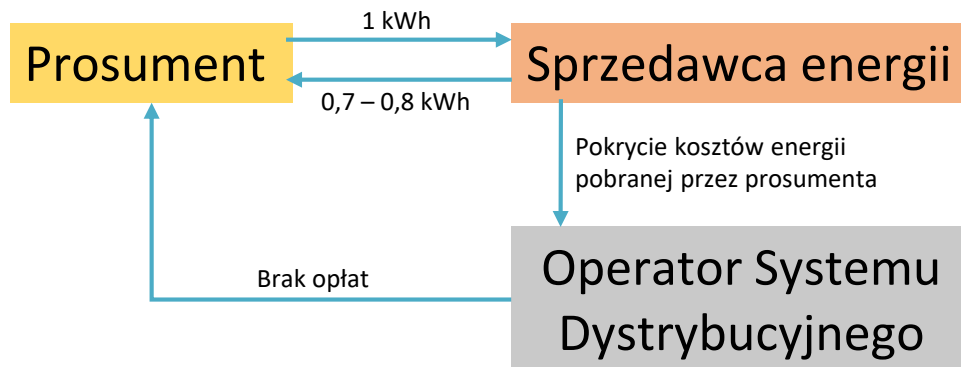 1 kWh
Prosument
Sprzedawca energii
0,7 – 0,8 kWh
Pokrycie kosztów energii
pobranej przez prosumenta
Brak opłat
Operator Systemu
Dystrybucyjnego